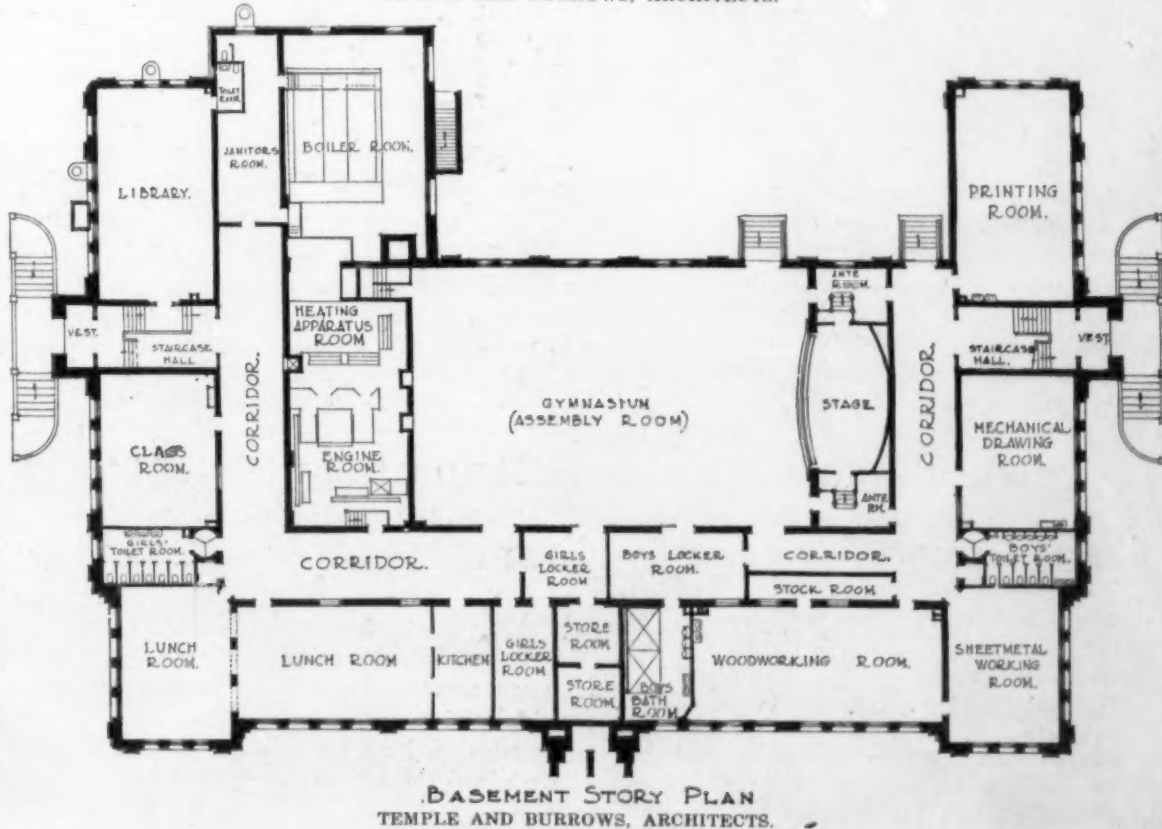 TOILET
ROOM.
JANITORS
ROOM.
BOILER ROOM.
LIBRARY.
PRINTING
ROOM.
ANTE
ROOM.
HEATING
APPARATUS
ROOM
VEST.
STAIRCASE
HALL
CORRIDOR.
GYMNASIUM
(ASSEMBLY ROOM)
STAGE
CORRIDOR.
STAIRCASE
HALL.
VEST.
CLASS
ROOM.
ENGINE
ROOM.
ANTE
RM.
MECHANICAL
DRAWING
ROOM
GIRLS'
TOILET ROOM.
CORRIDOR.
GIRLS
LOCKER
ROOM
BOYS LOCKER
ROOM.
CORRIDOR.
STOCK ROOM
BOYS'
TOILET ROOM.
LUNCH
ROOM.
LUNCH ROOM
KITCHEN
GIRLS
LOCKER
ROOM.
STORE
ROOM.
STORE
ROOM.
BOYS
BATH
ROOM.
WOODWORKING ROOM.
SHEETMETAL
WORKING
ROOM.
BASEMENT STORY PLAN
TEMPLE AND BURROWS, ARCHITECTS.